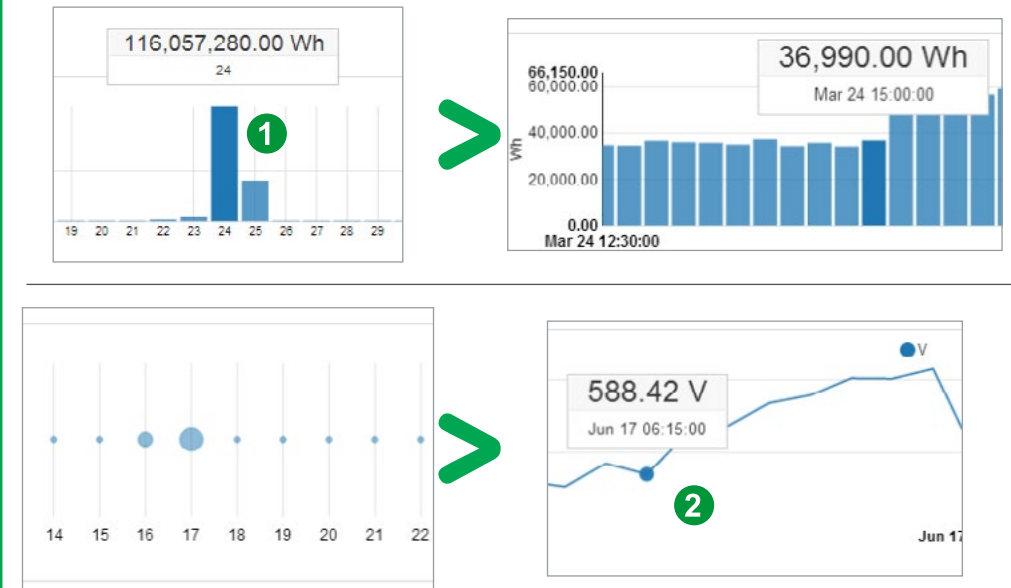 116,057,280.00 Wh
24
1
19 20 21 22 23 24 25 26 27 28 29
>
36,990.00 Wh
Mar 24 15:00:00
66,150.00
60,000.00
40,000.00
Wh
20,000.00
0.00
Mar 24 12:30:00
14 15 16 17 18 19 20 21 22
>
V
588.42 V
Jun 17 06:15:00
2
Jun 17